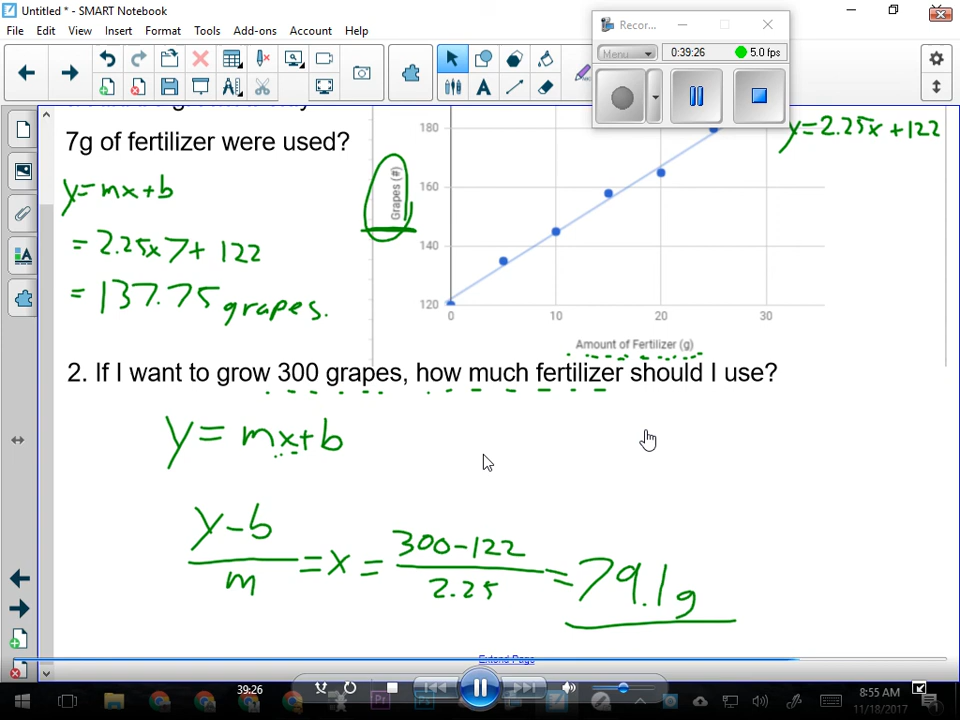 Untitled * - SMART Notebook
File Edit View Insert Format Tools Add-ons Account Help
Recor...
Menu
0:39:26
5.0 fps
7g of fertilizer were used?
y=mx+b
= 2.25x7+ 122
= 137.75 grapes.
Grapes (#)
180
160
140
120
0
10
20
30
Amount of Fertilizer (g)
y=2.25x+122
2. If I want to grow 300 grapes, how much fertilizer should I use?
y= mx+b
y-b
m
=x=
300-122
2.25
=79.1g
Extend Page
39:26
8:55 AM
11/18/2017